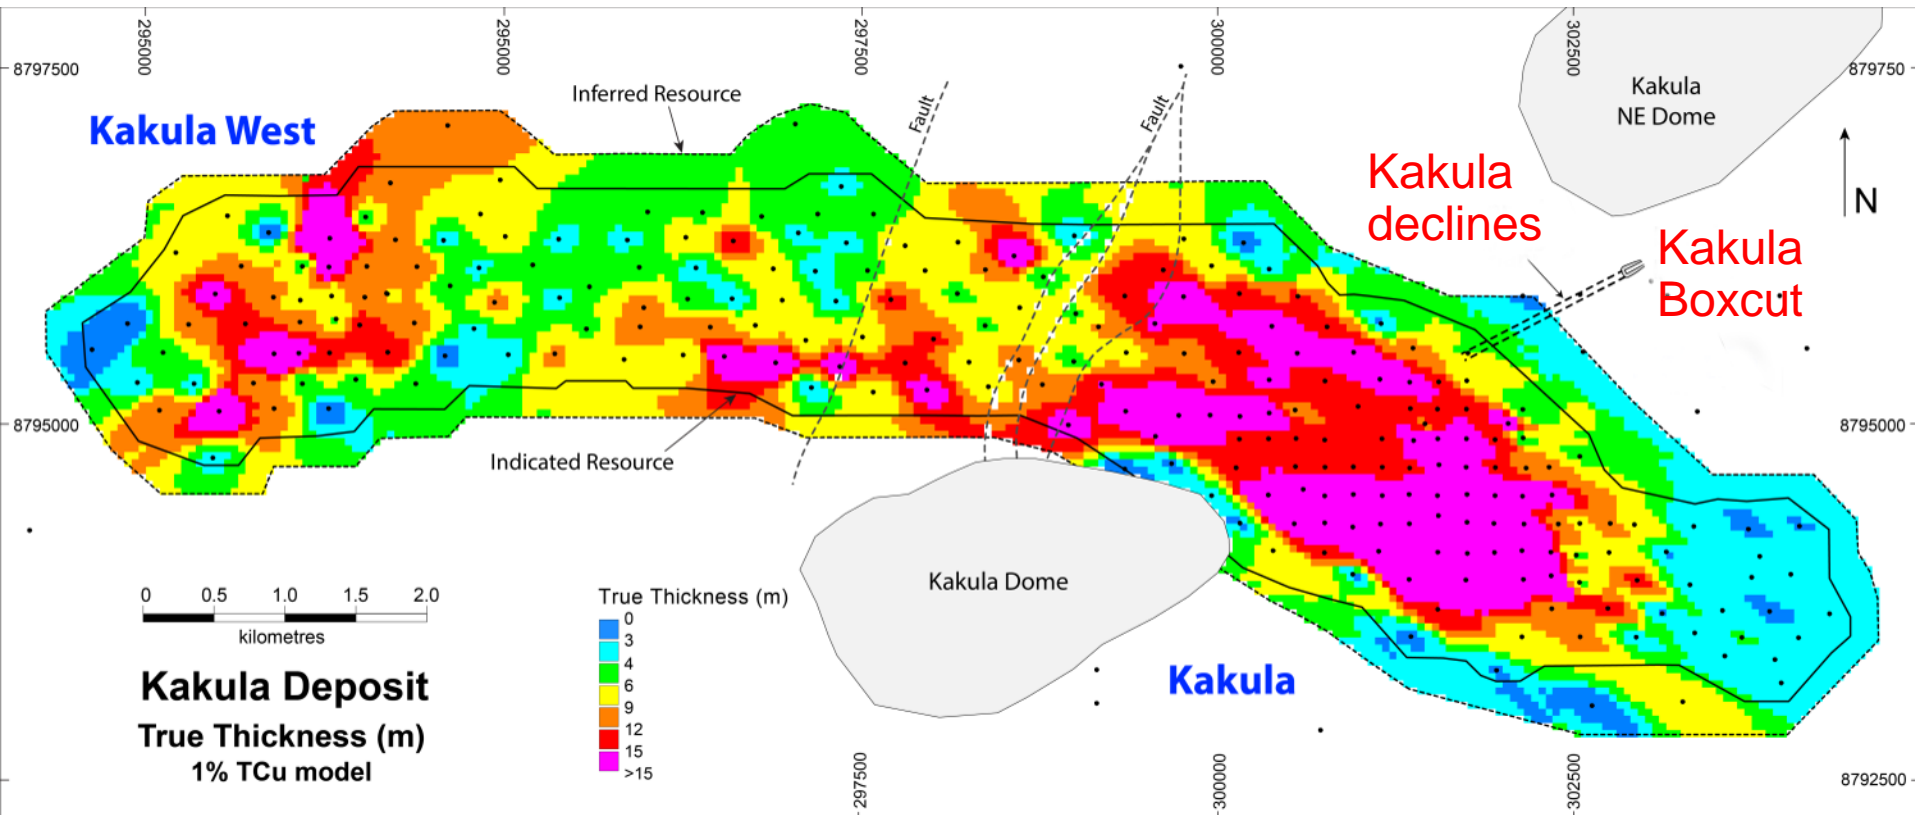 295000
295000
297500
300000
302500
8797500
879750
Kakula West
Inferred Resource
Fault
Fault
Kakula
NE Dome
Kakula
declines
N
Kakula
Boxcut
8795000
8795000
Indicated Resource
Kakula Dome
0 0.5 1.0 1.5 2.0
kilometres
True Thickness (m)
0
3
4
6
9
12
15
>15
Kakula Deposit
True Thickness (m)
1% TCu model
Kakula
297500
300000
302500
8792500